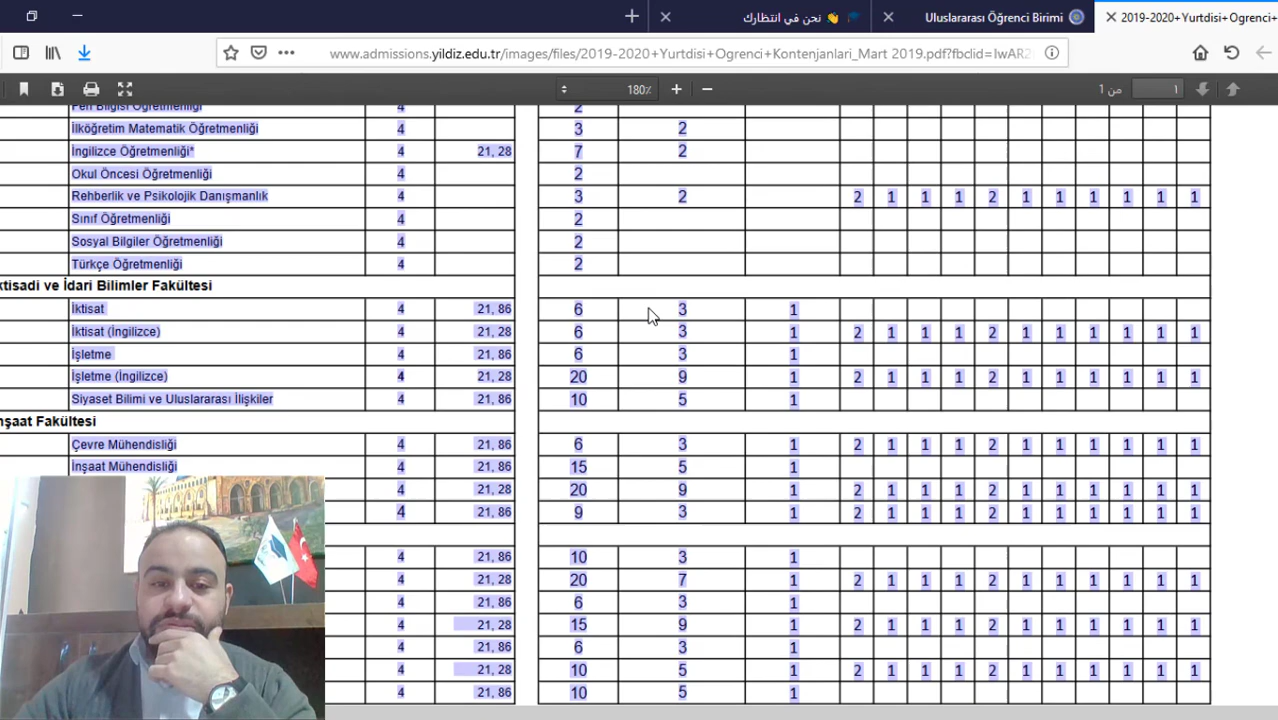 نحن في انتظارك 👋 🎓
Uluslararası Öğrenci Birimi
2019-2020+Yurtdisi+Ogrenci+
www.admissions.yildiz.edu.tr/images/files/2019-2020+Yurtdisi+Ogrenci+Kontenjanlari_Mart 2019.pdf?fbclid=IwAR2
180٪
من 1
١
Fen Bilgisi Öğretmenliği 4 2
İlköğretim Matematik Öğretmenliği 4 3 2
İngilizce Öğretmenliği* 4 21, 28 7 2
Okul Öncesi Öğretmenliği 4 2
Rehberlik ve Psikolojik Danışmanlık 4 3 2 2 1 1 1 2 1 1 1 1 1 1
Sınıf Öğretmenliği 4 2
Sosyal Bilgiler Öğretmenliği 4 2
Türkçe Öğretmenliği 4 2
ktisadi ve İdari Bilimler Fakültesi
İktisat 4 21, 86 6 3 1
İktisat (İngilizce) 4 21, 28 6 3 1 2 1 1 1 2 1 1 1 1 1 1
İşletme 4 21, 86 6 3 1
İşletme (İngilizce) 4 21, 28 20 9 1 2 1 1 1 2 1 1 1 1 1 1
Siyaset Bilimi ve Uluslararası İlişkiler 4 21, 86 10 5 1
nşaat Fakültesi
Çevre Mühendisliği 4 21, 86 6 3 1 2 1 1 1 2 1 1 1 1 1 1
İnşaat Mühendisliği 4 21, 86 15 5 1
4 21, 28 20 9 1 2 1 1 1 2 1 1 1 1 1 1
4 21, 86 9 3 1 2 1 1 1 2 1 1 1 1 1 1
4 21, 86 10 3 1
4 21, 28 20 7 1 2 1 1 1 2 1 1 1 1 1 1
4 21, 86 6 3 1
4 21, 28 15 9 1 2 1 1 1 2 1 1 1 1 1 1
4 21, 86 6 3 1
4 21, 28 10 5 1 2 1 1 1 2 1 1 1 1 1 1
4 21, 86 10 5 1